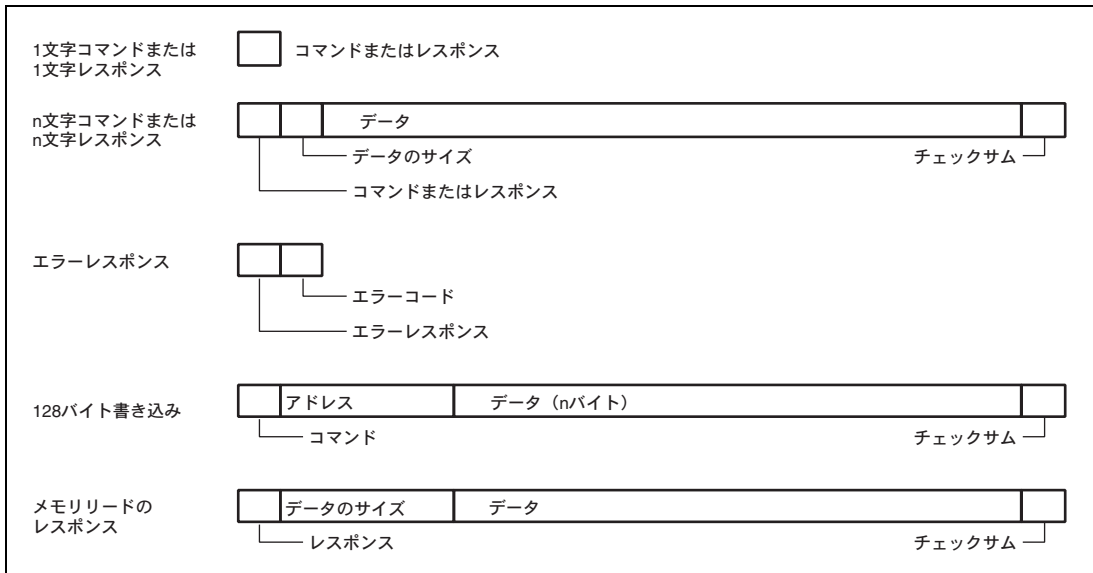 1文字コマンドまたは
1文字レスポンス
コマンドまたはレスポンス
n文字コマンドまたは
n文字レスポンス
データ
データのサイズ
チェックサム
コマンドまたはレスポンス
エラーレスポンス
エラーコード
エラーレスポンス
128バイト書き込み
アドレス
データ（nバイト）
コマンド
チェックサム
メモリリードの
レスポンス
データのサイズ
データ
レスポンス
チェックサム